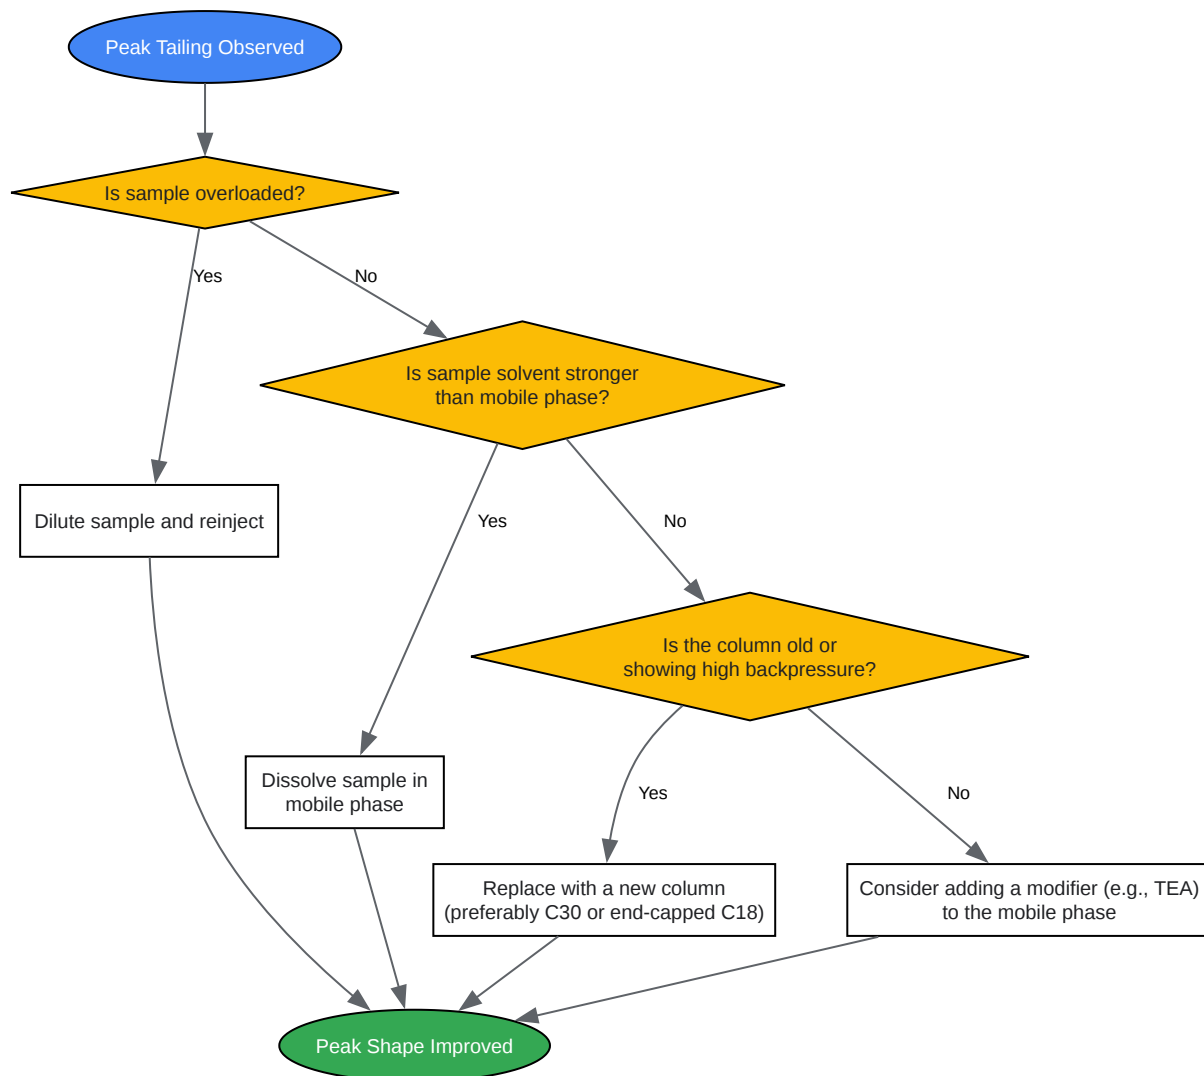 Peak Tailing Observed
Is sample overloaded?
Yes
No
Is sample solvent stronger
than mobile phase?
Dilute sample and reinject
Yes
No
Is the column old or
showing high backpressure?
Dissolve sample in
mobile phase
Yes
No
Replace with a new column
(preferably C30 or end-capped C18)
Consider adding a modifier (e.g., TEA)
to the mobile phase
Peak Shape Improved